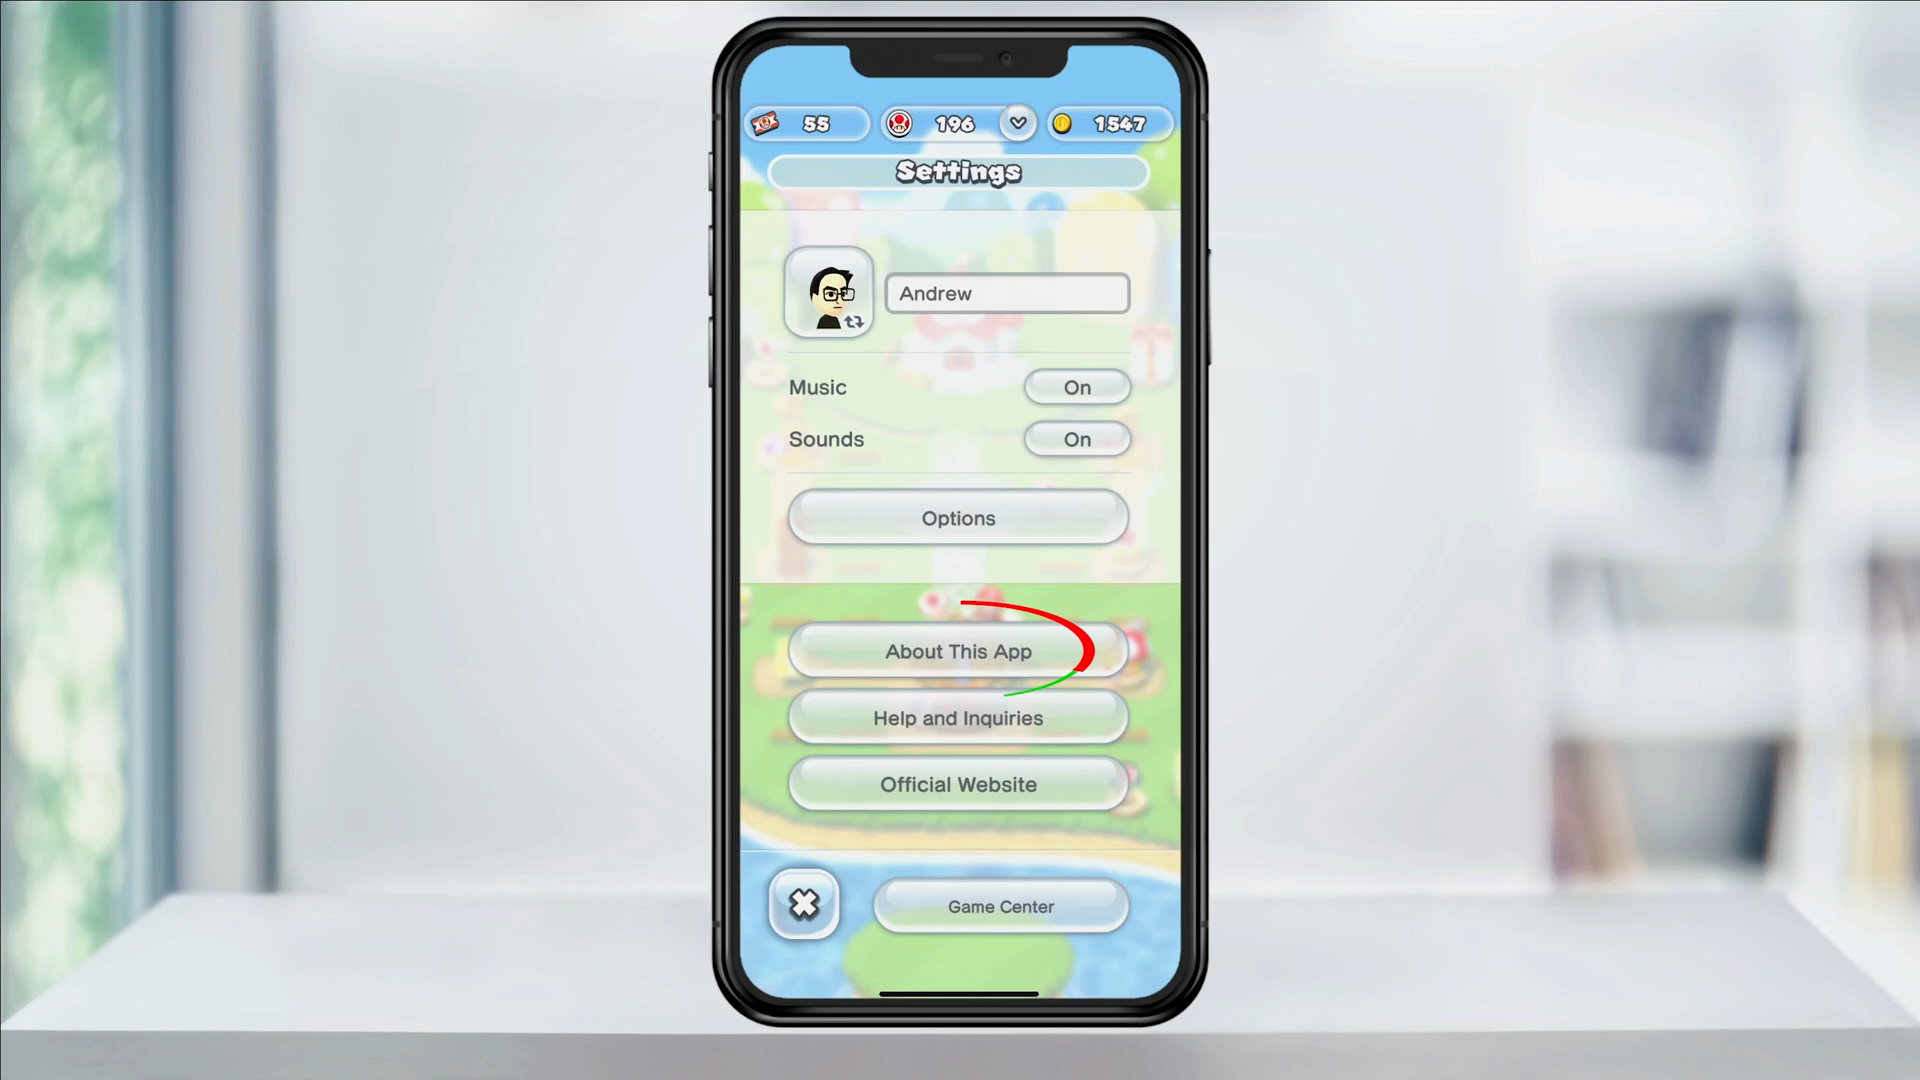 55 196 1547
Settings
Andrew
Music On
Sounds On
Options
About This App
Help and Inquiries
Official Website
Game Center